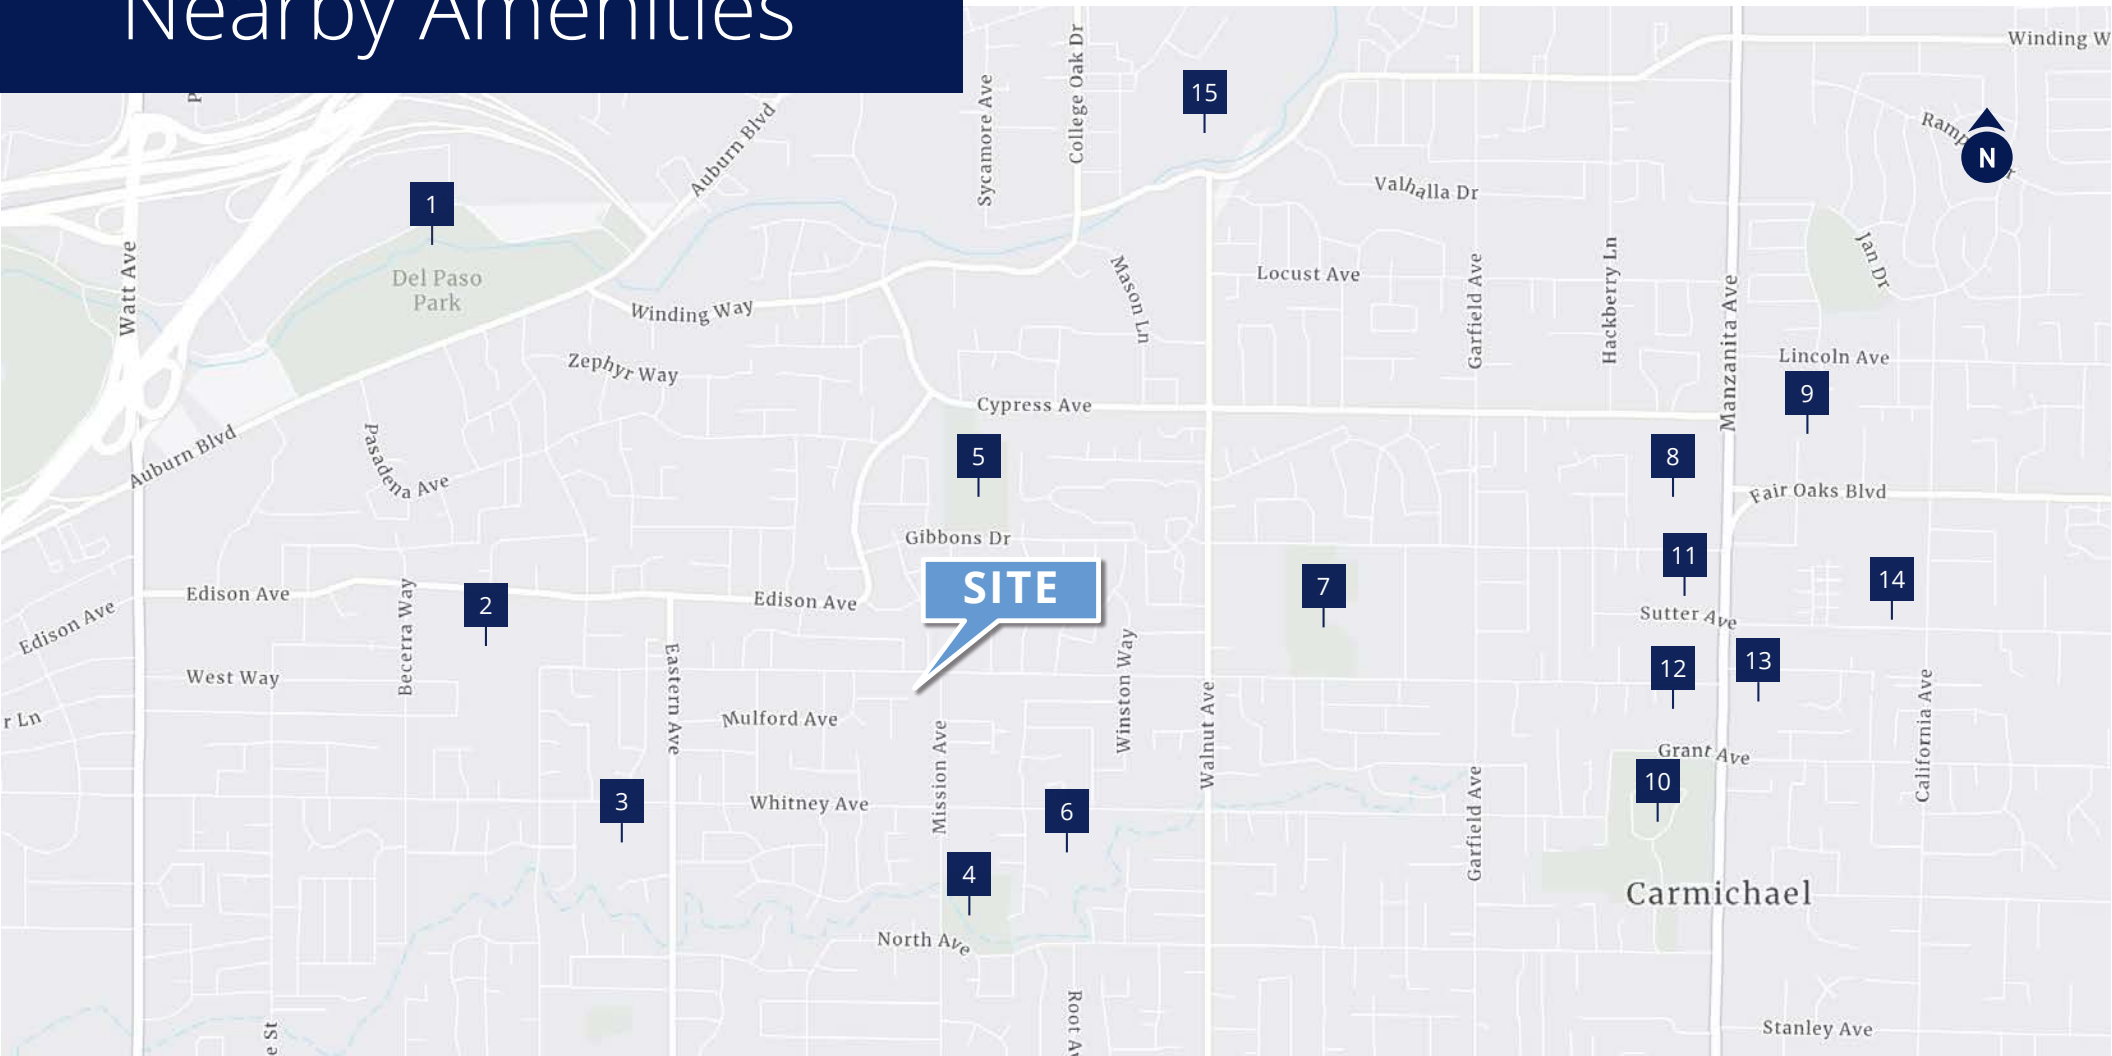 Nearby Amenities
Winding W
Sycamore Ave
College Oak Dr
15
Auburn Blvd
N
Valhalla Dr
1
Watt Ave
Del Paso
Park
Winding Way
Mason Ln
Locust Ave
Garfield Ave
Hackberry Ln
Manzanita Ave
Jan Dr
Zephyr Way
Lincoln Ave
9
Cypress Ave
Pasadena Ave
Auburn Blvd
5
8
Fair Oaks Blvd
Gibbons Dr
11
SITE
14
Edison Ave
Edison Ave
Edison Ave
Becerra Way
2
7
Sutter Ave
West Way
Eastern Ave
Winston Way
12
13
r Ln
Mulford Ave
Mission Ave
Walnut Ave
California Ave
Grant Ave
10
3
Whitney Ave
6
Garfield Ave
4
Carmichael
North Ave
Root Av
e St
Stanley Ave